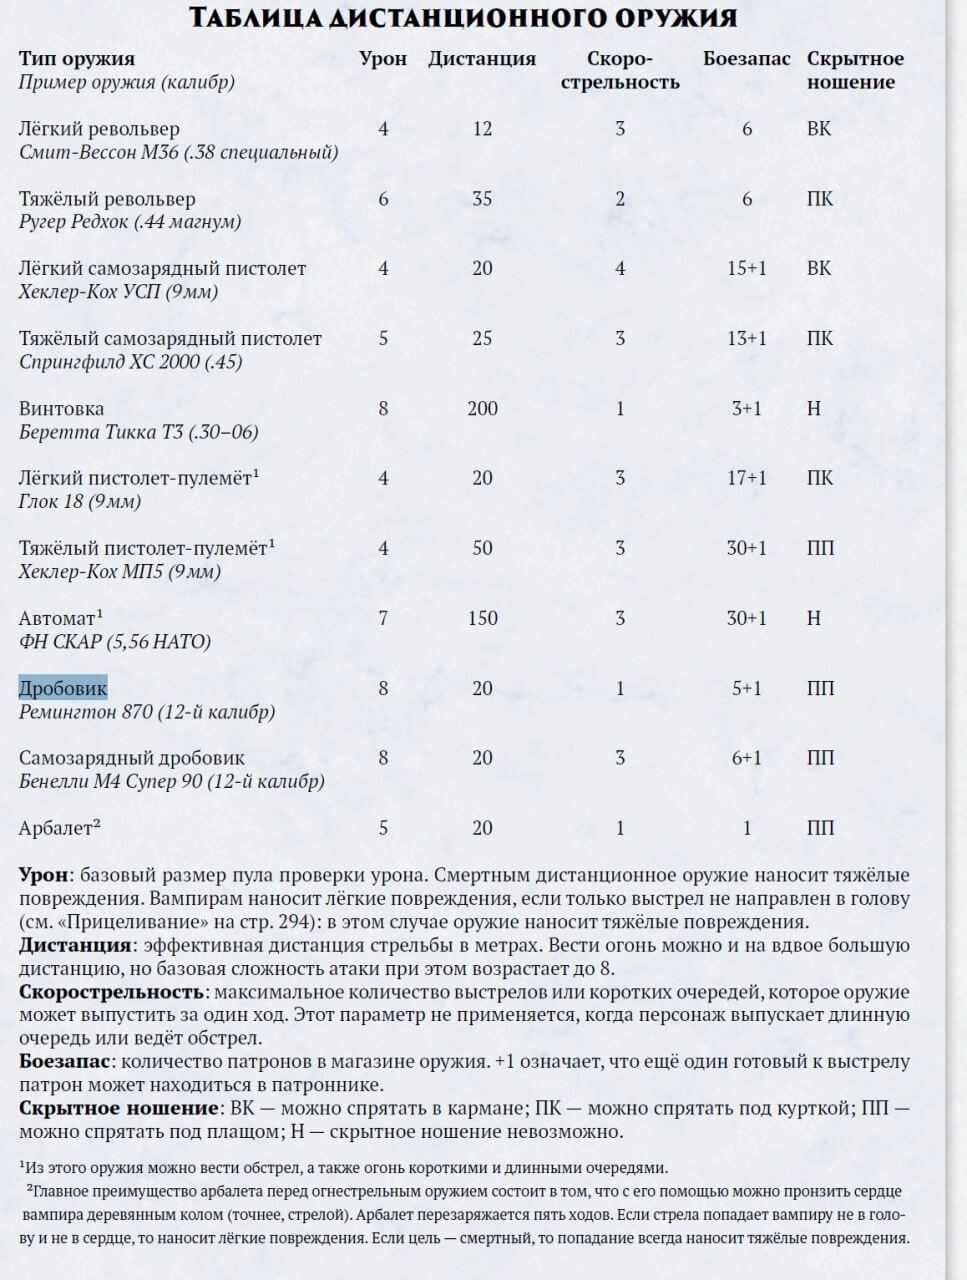 Таблица дистанционного оружия
Тип оружия Урон Дистанция Скоро- Боезапас Скрытное
Пример оружия (калибр) стрельность ношение
Лёгкий револьвер 4 12 3 6 ВК
Смит-Вессон М36 (.38 специальный)
Тяжёлый револьвер 6 35 2 6 ПК
Ругер Редхок (.44 магнум)
Лёгкий самозарядный пистолет 4 20 4 15+1 ВК
Хеклер-Кох УСП (9мм)
Тяжёлый самозарядный пистолет 5 25 3 13+1 ПК
Спрингфилд XC 2000 (.45)
Винтовка 8 200 1 3+1 Н
Беретта Тикка Т3 (.30–06)
Лёгкий пистолет-пулемёт¹ 4 20 3 17+1 ПК
Глок 18 (9мм)
Тяжёлый пистолет-пулемёт¹ 4 50 3 30+1 ПП
Хеклер-Кох МП5 (9мм)
Автомат¹ 7 150 3 30+1 Н
ФН СКАР (5,56 НАТО)
Дробовик 8 20 1 5+1 ПП
Ремингтон 870 (12-й калибр)
Самозарядный дробовик 8 20 3 6+1 ПП
Бенелли М4 Супер 90 (12-й калибр)
Арбалет² 5 20 1 1 ПП
Урон: базовый размер пула проверки урона. Смертным дистанционное оружие наносит тяжёлые
повреждения. Вампирам наносит лёгкие повреждения, если только выстрел не направлен в голову
(см. «Прицеливание» на стр. 294): в этом случае оружие наносит тяжёлые повреждения.
Дистанция: эффективная дистанция стрельбы в метрах. Вести огонь можно и на вдвое большую
дистанцию, но базовая сложность атаки при этом возрастает до 8.
Скорострельность: максимальное количество выстрелов или коротких очередей, которое оружие
может выпустить за один ход. Этот параметр не применяется, когда персонаж выпускает длинную
очередь или ведёт обстрел.
Боезапас: количество патронов в магазине оружия. +1 означает, что ещё один готовый к выстрелу
патрон может находиться в патроннике.
Скрытное ношение: ВК — можно спрятать в кармане; ПК — можно спрятать под курткой; ПП —
можно спрятать под плащом; Н — скрытное ношение невозможно.
¹Из этого оружия можно вести обстрел, а также огонь короткими и длинными очередями.
²Главное преимущество арбалета перед огнестрельным оружием состоит в том, что с его помощью можно пронзить сердце
вампира деревянным колом (точнее, стрелой). Арбалет перезаряжается пять ходов. Если стрела попадает вампиру не в голо-
ву и не в сердце, то наносит лёгкие повреждения. Если цель — смертный, то попадание всегда наносит тяжёлые повреждения.